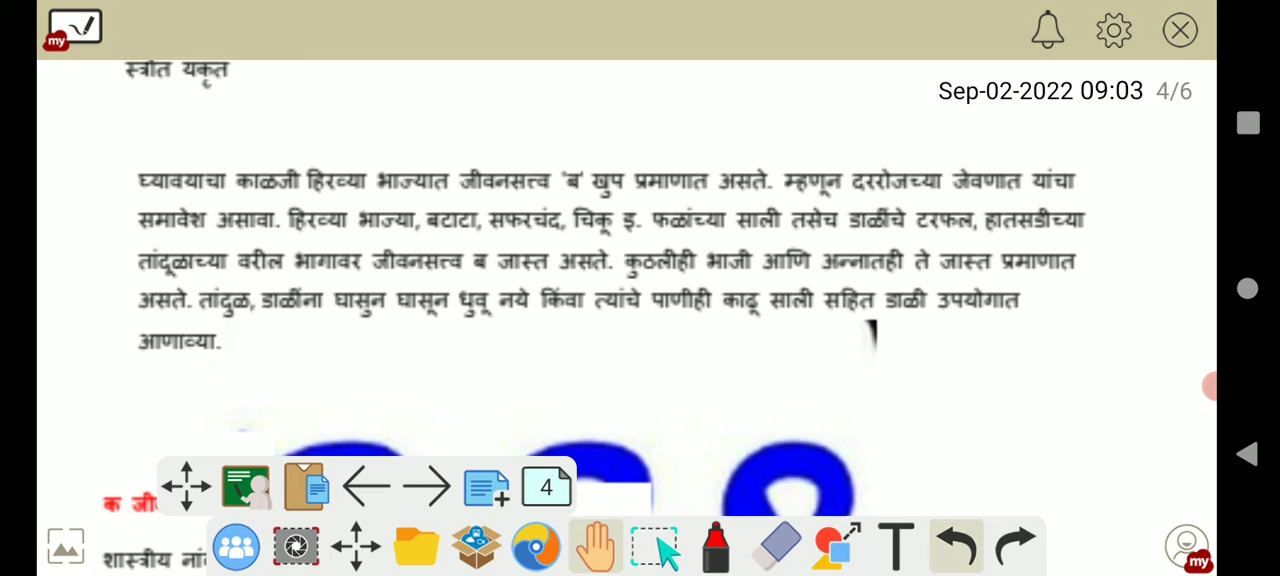 स्त्रोत यकृत
Sep-02-2022 09:03 4/6
घ्यावयाचा काळजी हिरव्या भाज्यात जीवनसत्त्व 'ब' खुप प्रमाणात असते. म्हणून दररोजच्या जेवणात यांचा
समावेश असावा. हिरव्या भाज्या, बटाटा, सफरचंद, चिकू इ. फळांच्या साली तसेच डाळींचे टरफल, हातसडीच्या
तांदूळाच्या वरील भागावर जीवनसत्त्व ब जास्त असते. कुठलीही भाजी आणि अन्नातही ते जास्त प्रमाणात
असते. तांदुळ, डाळींना घासुन घासून धुवू नये किंवा त्यांचे पाणीही काढू साली सहित डाळी उपयोगात
आणाव्या.
4
क जी
शास्त्रीय नां
T
my
my